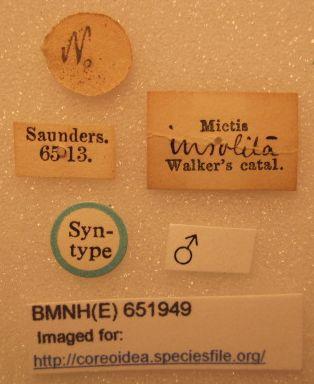 N.
Saunders.
65 13.
Mictis
insolita
Walker's catal.
Syn-
type
♂
BMNH(E) 651949
Imaged for:
http://coreoidea.speciesfile.org/